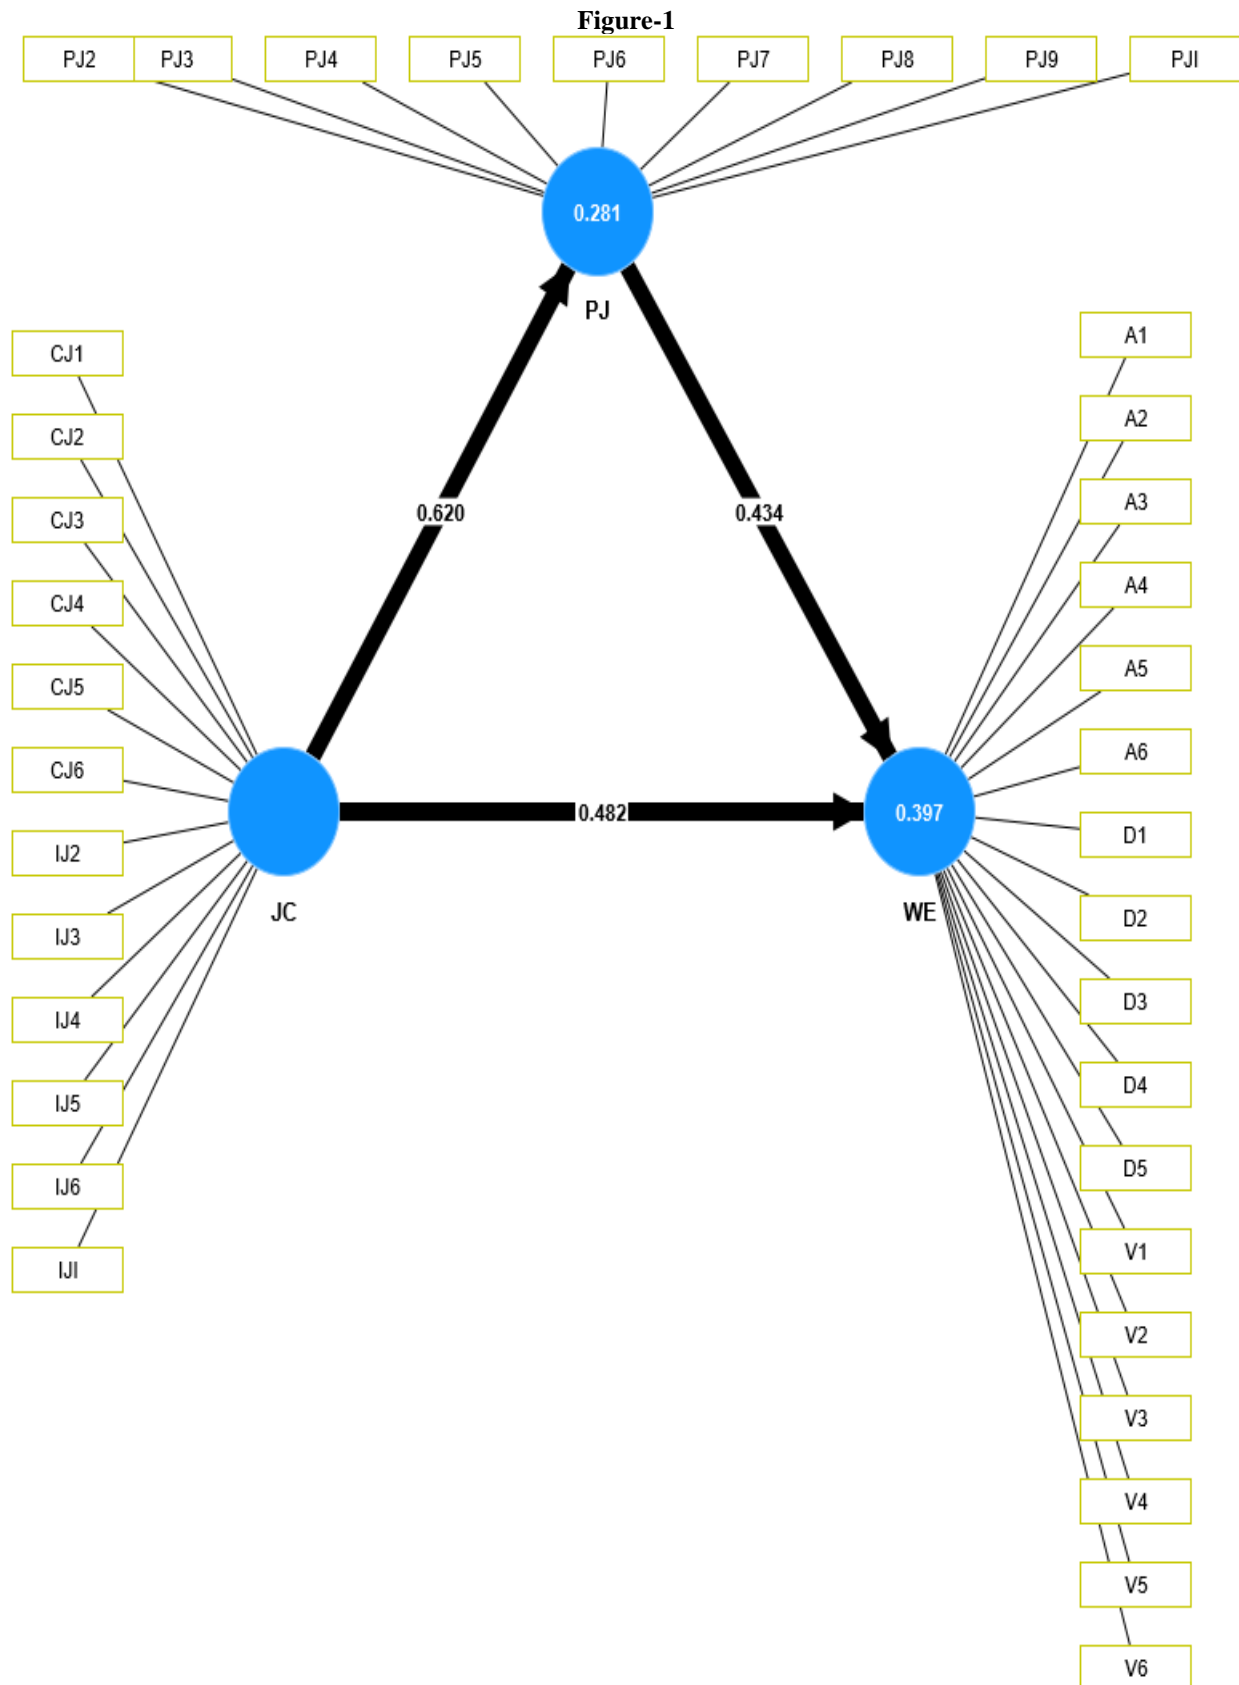 Figure-1
PJ2 PJ3 PJ4 PJ5 PJ6 PJ7 PJ8 PJ9 PJI
0.281
PJ
A1
CJ1
A2
CJ2
A3
0.620 0.434
CJ3
A4
CJ4
A5
CJ5
A6
CJ6
0.482 0.397
D1
IJ2
JC WE
D2
IJ3
D3
IJ4
D4
IJ5
D5
IJ6
V1
IJI
V2
V3
V4
V5
V6